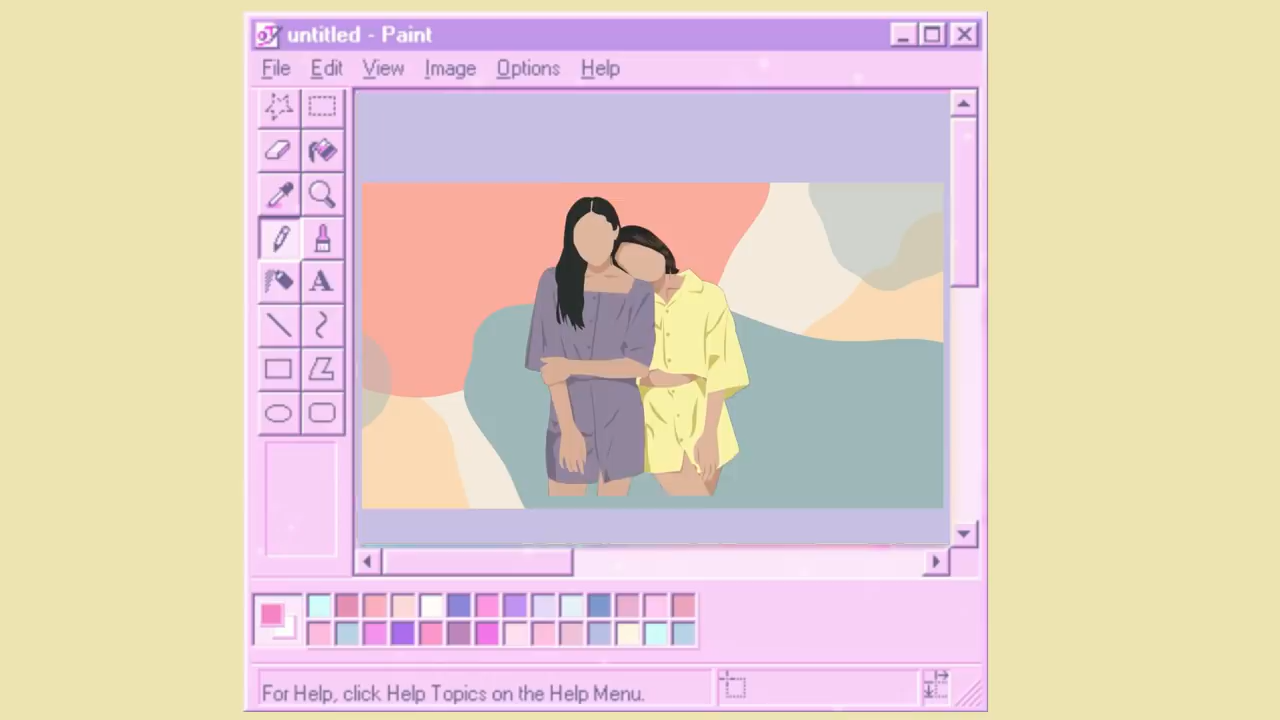 untitled - Paint
File Edit View Image Options Help
A
For Help, click Help Topics on the Help Menu.